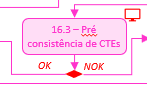 16.3 – Pré
consistência de CTEs
OK NOK